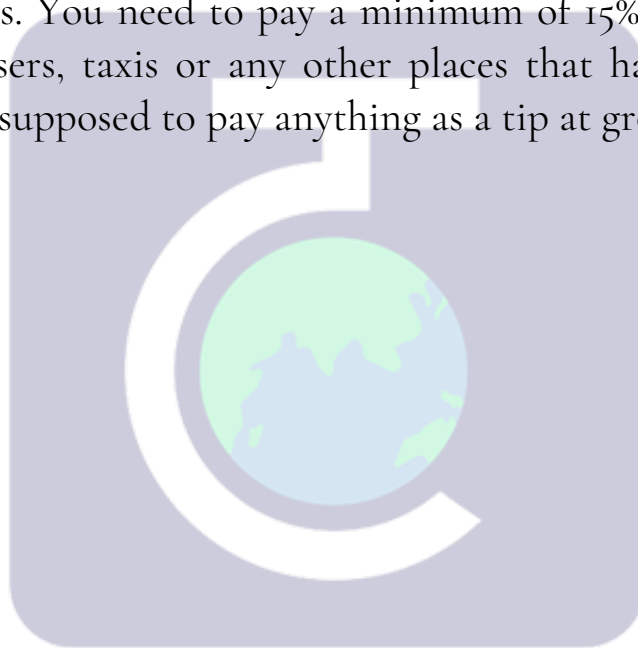 s. You need to pay a minimum of 15%
sers, taxis or any other places that ha
supposed to pay anything as a tip at gr